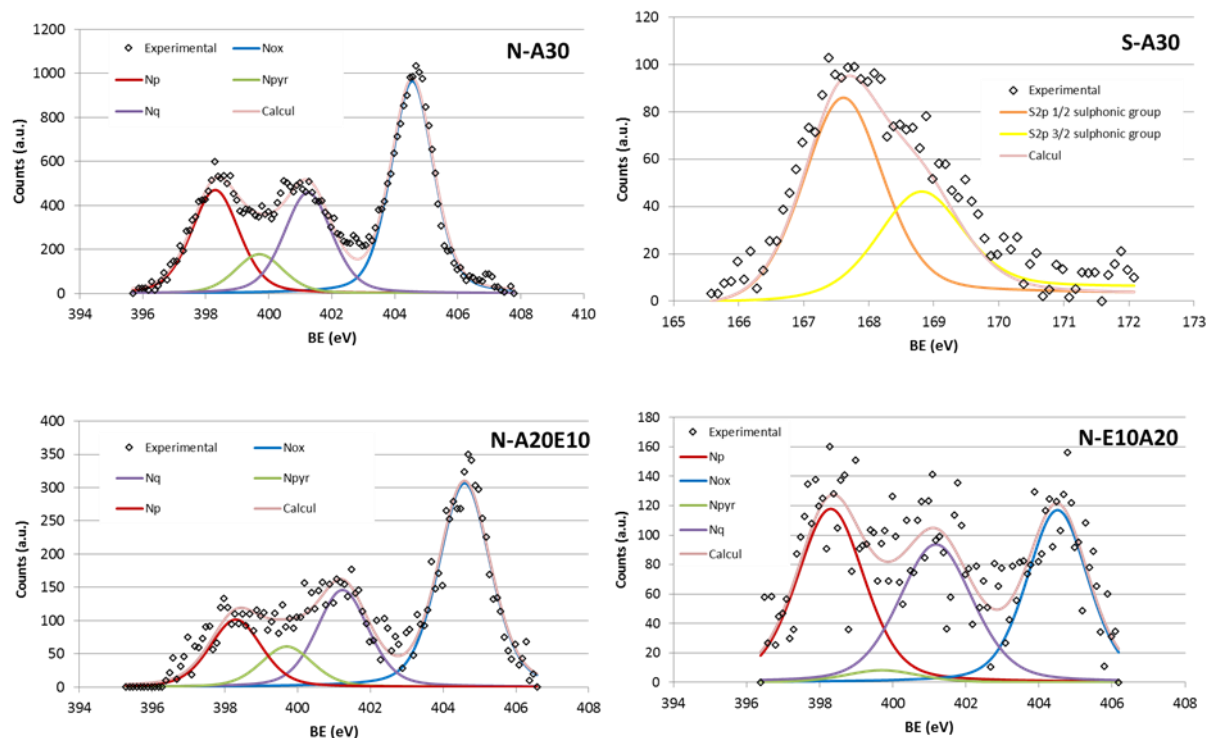 N-A30
Experimental
Nox
Np
Npyr
Nq
Calcul
Counts (a.u.)
1200
1000
800
600
400
200
0
394 396 398 400 402 404 406 408 410
BE (eV)
S-A30
Experimental
S2p 1/2 sulphonic group
S2p 3/2 sulphonic group
Calcul
Counts (a.u.)
120
100
80
60
40
20
0
165 166 167 168 169 170 171 172 173
BE (eV)
N-A20E10
Experimental
Nox
Nq
Npyr
Np
Calcul
Counts (a.u.)
400
350
300
250
200
150
100
50
0
394 396 398 400 402 404 406 408
BE (eV)
N-E10A20
Experimental
Np
Nox
Npyr
Nq
Calcul
Counts (a.u.)
180
160
140
120
100
80
60
40
20
0
394 396 398 400 402 404 406 408
BE (eV)